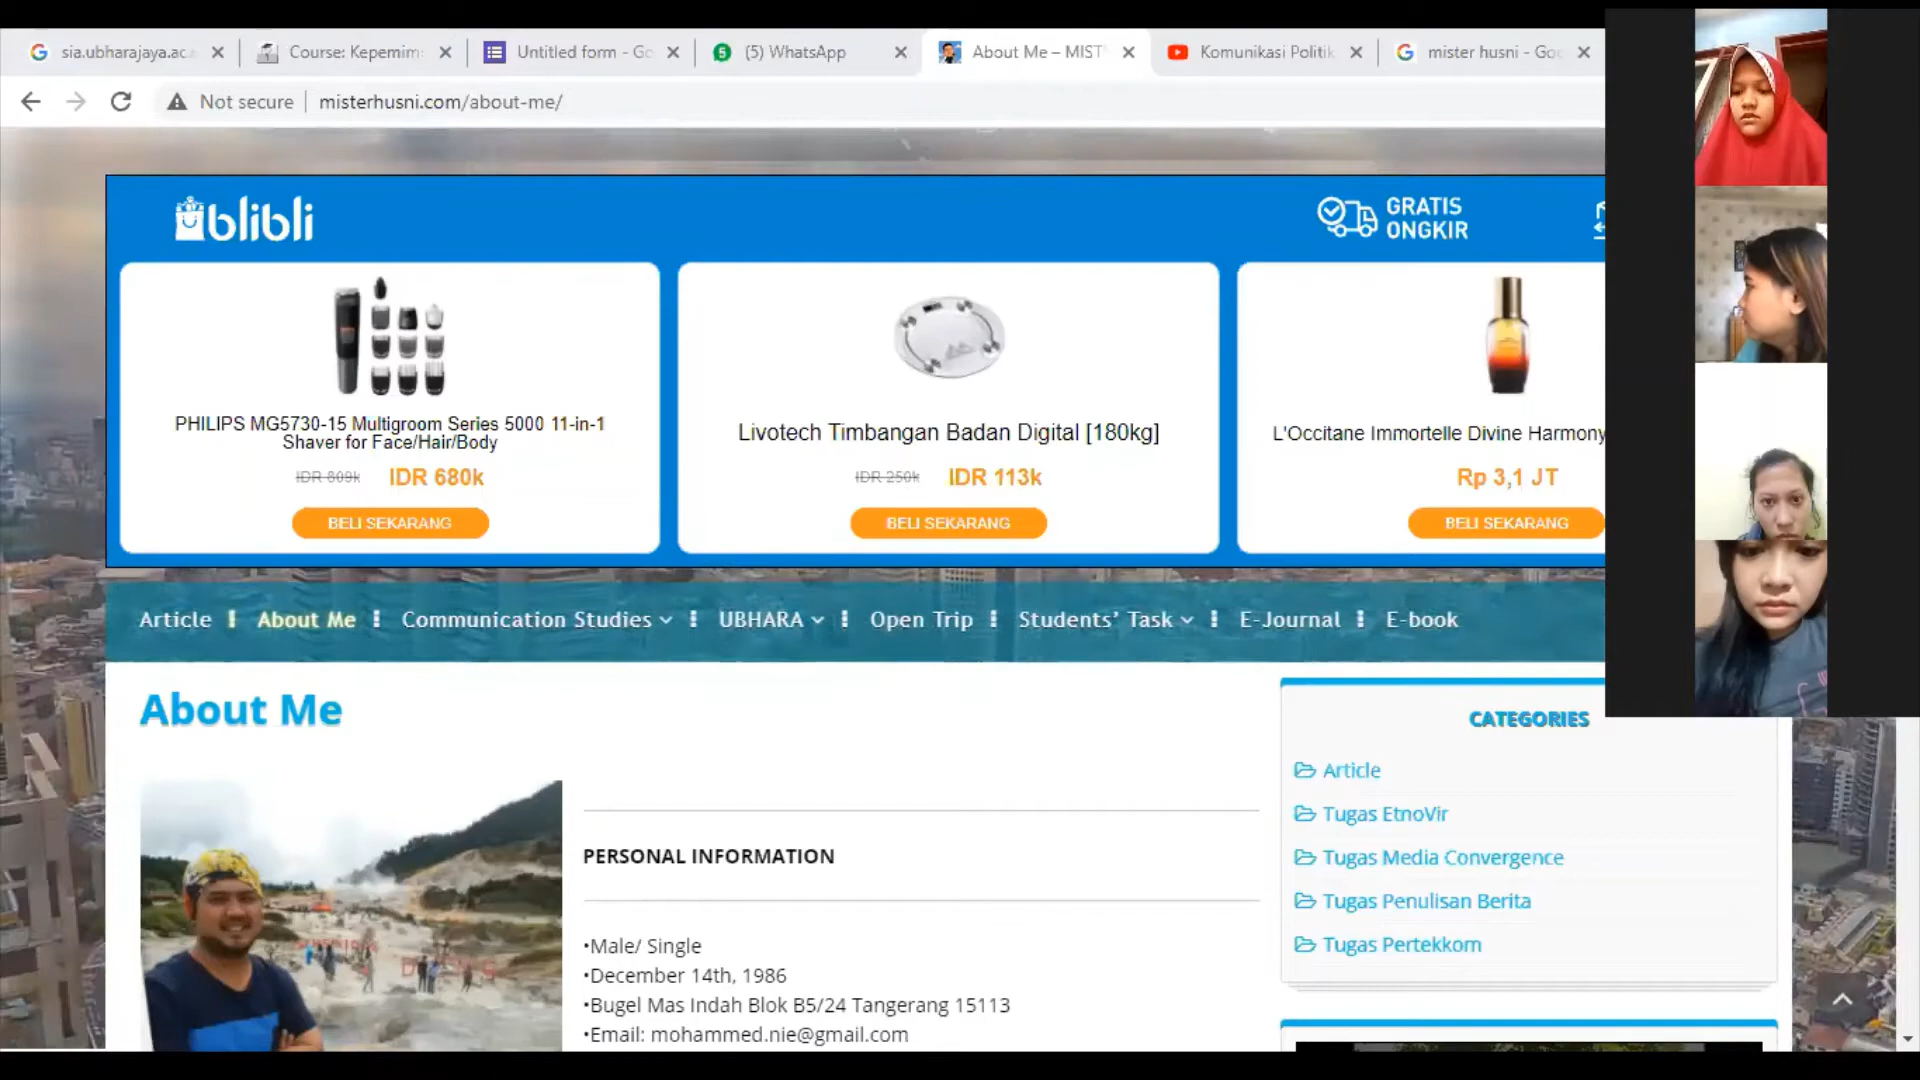 sia.ubharajaya.ac.
Course: Kepemim
Untitled form - Go
(5) WhatsApp
About Me – MIST
Komunikasi Politik
mister husni - Goo
Not secure
misterhusni.com/about-me/
blibli
GRATIS
ONGKIR
PHILIPS MG5730-15 Multigroom Series 5000 11-in-1
Shaver for Face/Hair/Body
IDR 809k IDR 680k
BELI SEKARANG
Livotech Timbangan Badan Digital [180kg]
IDR 250k IDR 113k
BELI SEKARANG
L'Occitane Immortelle Divine Harmony
Rp 3,1 JT
BELI SEKARANG
Article
About Me
Communication Studies
UBHARA
Open Trip
Students' Task
E-Journal
E-book
About Me
PERSONAL INFORMATION
•Male/ Single
•December 14th, 1986
•Bugel Mas Indah Blok B5/24 Tangerang 15113
•Email: mohammed.nie@gmail.com
CATEGORIES
Article
Tugas EtnoVir
Tugas Media Convergence
Tugas Penulisan Berita
Tugas Pertekkom